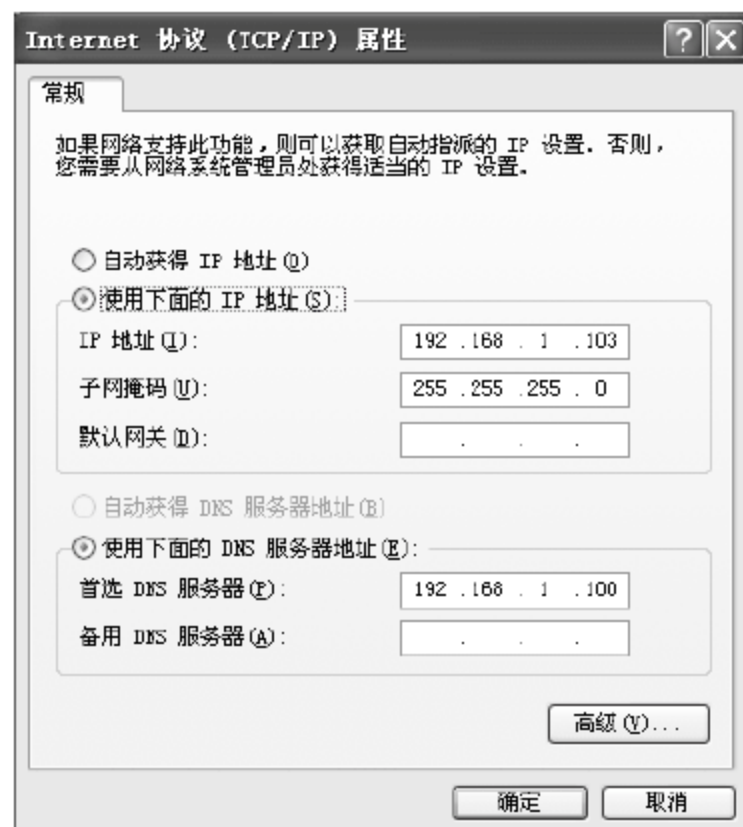 Internet 协议 (TCP/IP) 属性
常规
如果网络支持此功能，则可以获取自动指派的 IP 设置。否则，
您需要从网络系统管理员处获得适当的 IP 设置。
自动获得 IP 地址(O)
使用下面的 IP 地址(S):
IP 地址(I): 192 .168 . 1 .103
子网掩码(U): 255 .255 .255 . 0
默认网关(D): . . .
自动获得 DNS 服务器地址(B)
使用下面的 DNS 服务器地址(E):
首选 DNS 服务器(P): 192 .168 . 1 .100
备用 DNS 服务器(A): . . .
高级(V)...
确定 取消